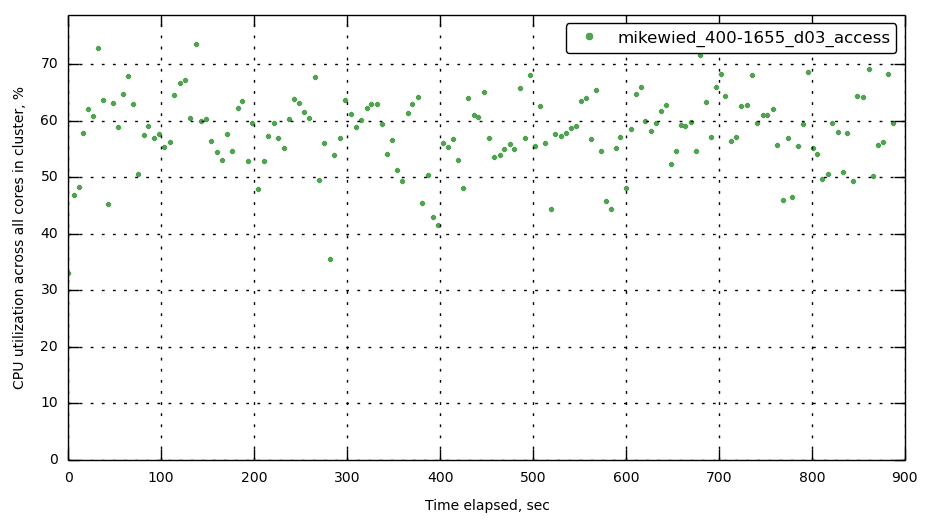 mikewied_400-1655_d03_access
CPU utilization across all cores in cluster, %
70
60
50
40
30
20
10
0
0 100 200 300 400 500 600 700 800 900
Time elapsed, sec